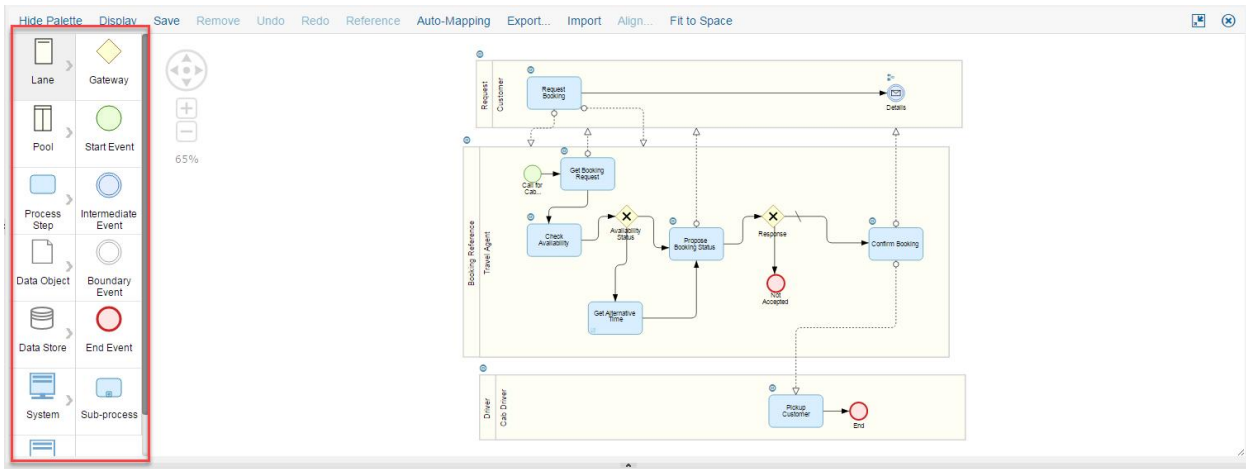 Hide Palette Display Save Remove Undo Redo Reference Auto-Mapping Export... Import Align... Fit to Space
Lane Gateway
Pool Start Event
Process Step
Intermediate Event
Data Object
Boundary Event
Data Store End Event
System Sub-process
65%
Request
Customer
Request
Booking
Details
Booking Reference
Travel Agent
Call for
Cab...
Get Booking
Request
Check
Availability
Availability
Status
Propose
Booking Status
Response
Confirm Booking
Get Alternative
Time
Not
Accepted
Driver
Cab Driver
Pickup
Customer
End